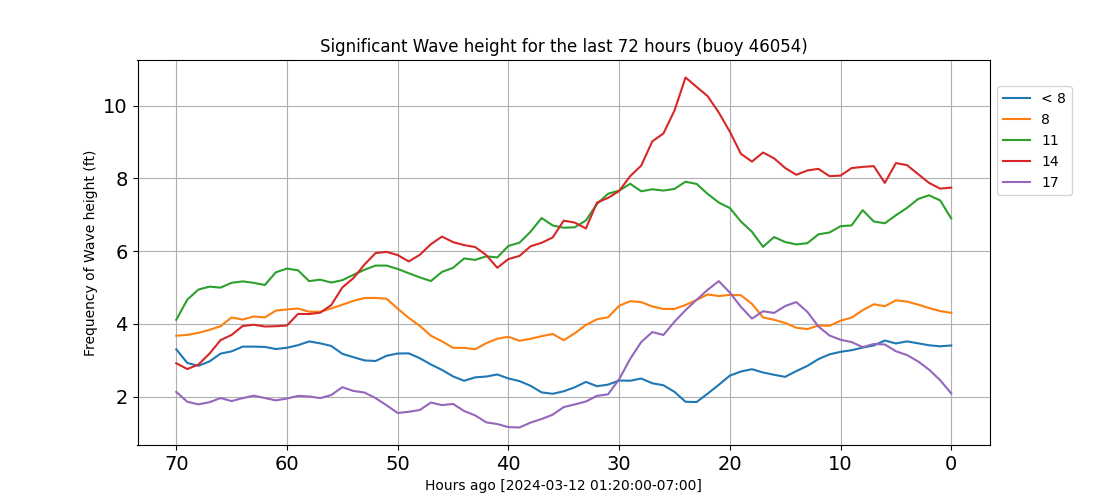 Significant Wave height for the last 72 hours (buoy 46054)
Frequency of Wave height (ft)
10
8
6
4
2
70 60 50 40 30 20 10 0
Hours ago [2024-03-12 01:20:00-07:00]
< 8
8
11
14
17